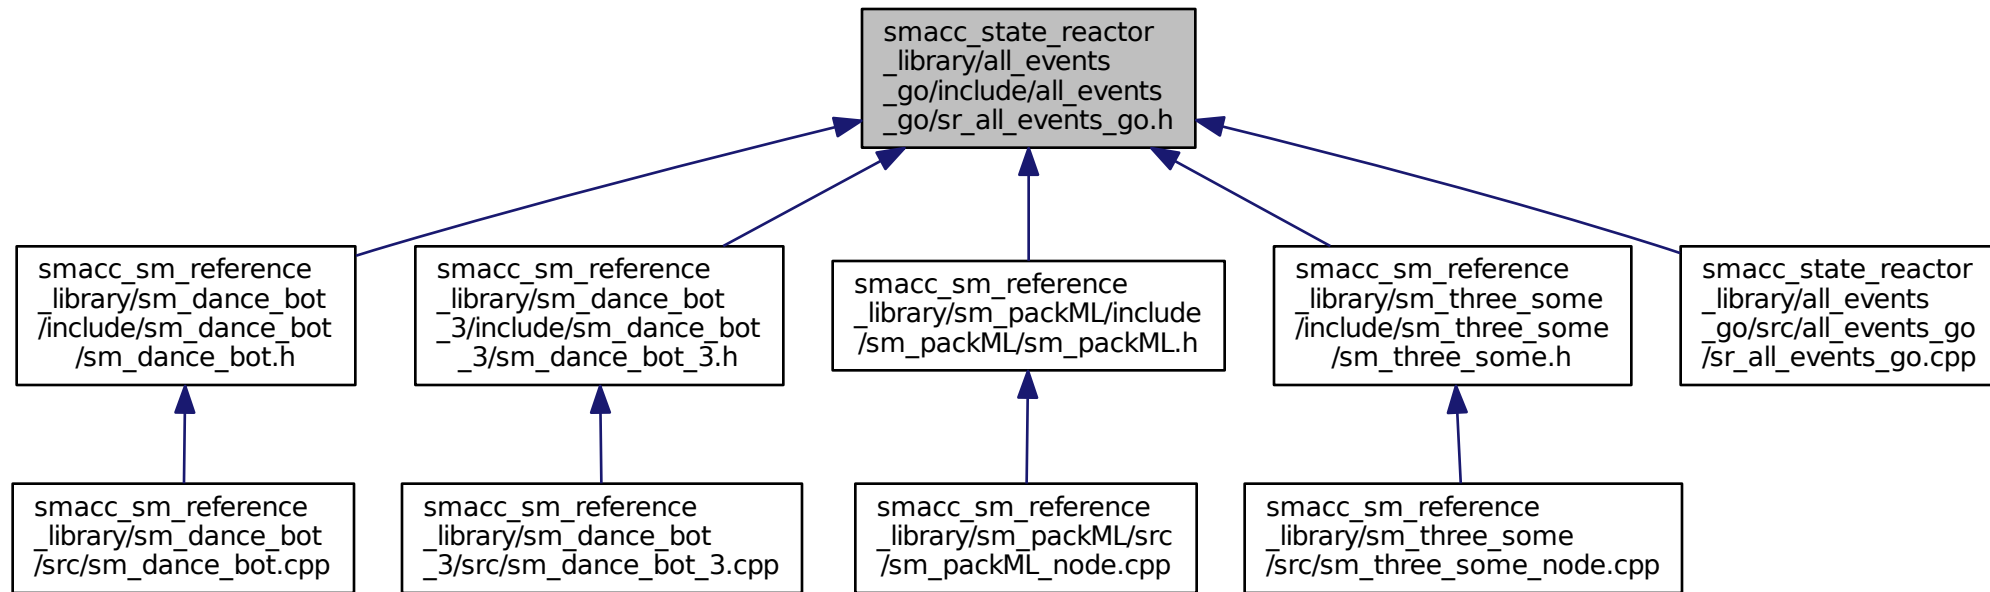 smacc_state_reactor
_library/all_events
_go/include/all_events
_go/sr_all_events_go.h
smacc_sm_reference
_library/sm_dance_bot
/include/sm_dance_bot
/sm_dance_bot.h
smacc_sm_reference
_library/sm_dance_bot
_3/include/sm_dance_bot
_3/sm_dance_bot_3.h
smacc_sm_reference
_library/sm_packML/include
/sm_packML/sm_packML.h
smacc_sm_reference
_library/sm_three_some
/include/sm_three_some
/sm_three_some.h
smacc_state_reactor
_library/all_events
_go/src/all_events_go
/sr_all_events_go.cpp
smacc_sm_reference
_library/sm_dance_bot
/src/sm_dance_bot.cpp
smacc_sm_reference
_library/sm_dance_bot
_3/src/sm_dance_bot_3.cpp
smacc_sm_reference
_library/sm_packML/src
/sm_packML_node.cpp
smacc_sm_reference
_library/sm_three_some
/src/sm_three_some_node.cpp